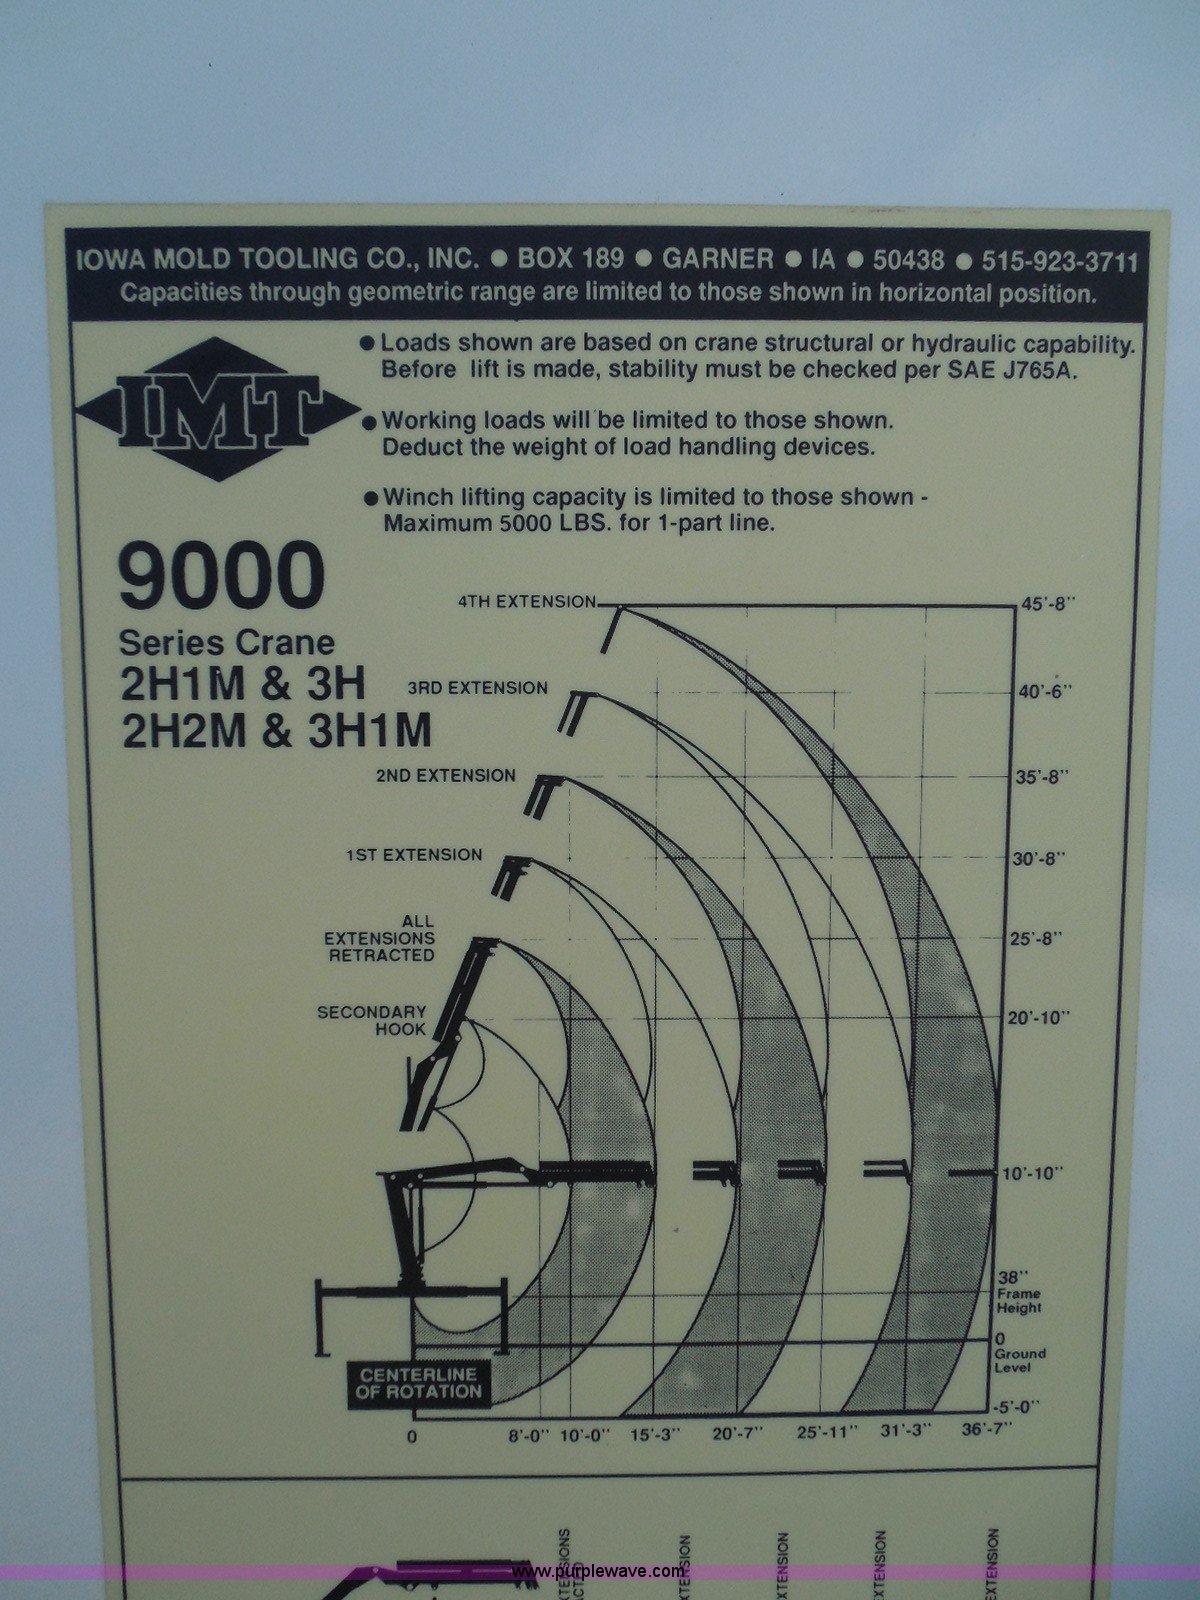 IOWA MOLD TOOLING CO., INC. ● BOX 189 ● GARNER ● IA ● 50438 ● 515-923-3711
Capacities through geometric range are limited to those shown in horizontal position.
IMT
● Loads shown are based on crane structural or hydraulic capability.
Before lift is made, stability must be checked per SAE J765A.
● Working loads will be limited to those shown.
Deduct the weight of load handling devices.
● Winch lifting capacity is limited to those shown -
Maximum 5000 LBS. for 1-part line.
9000
Series Crane
2H1M & 3H
2H2M & 3H1M
4TH EXTENSION
45'-8"
3RD EXTENSION
40'-6"
2ND EXTENSION
35'-8"
1ST EXTENSION
30'-8"
ALL
EXTENSIONS
RETRACTED
25'-8"
SECONDARY
HOOK
20'-10"
10'-10"
38"
Frame
Height
0
Ground
Level
CENTERLINE
OF ROTATION
-5'-0"
0 8'-0" 10'-0" 15'-3" 20'-7" 25'-11" 31'-3" 36'-7"
EXTENSION
www.purplewave.com